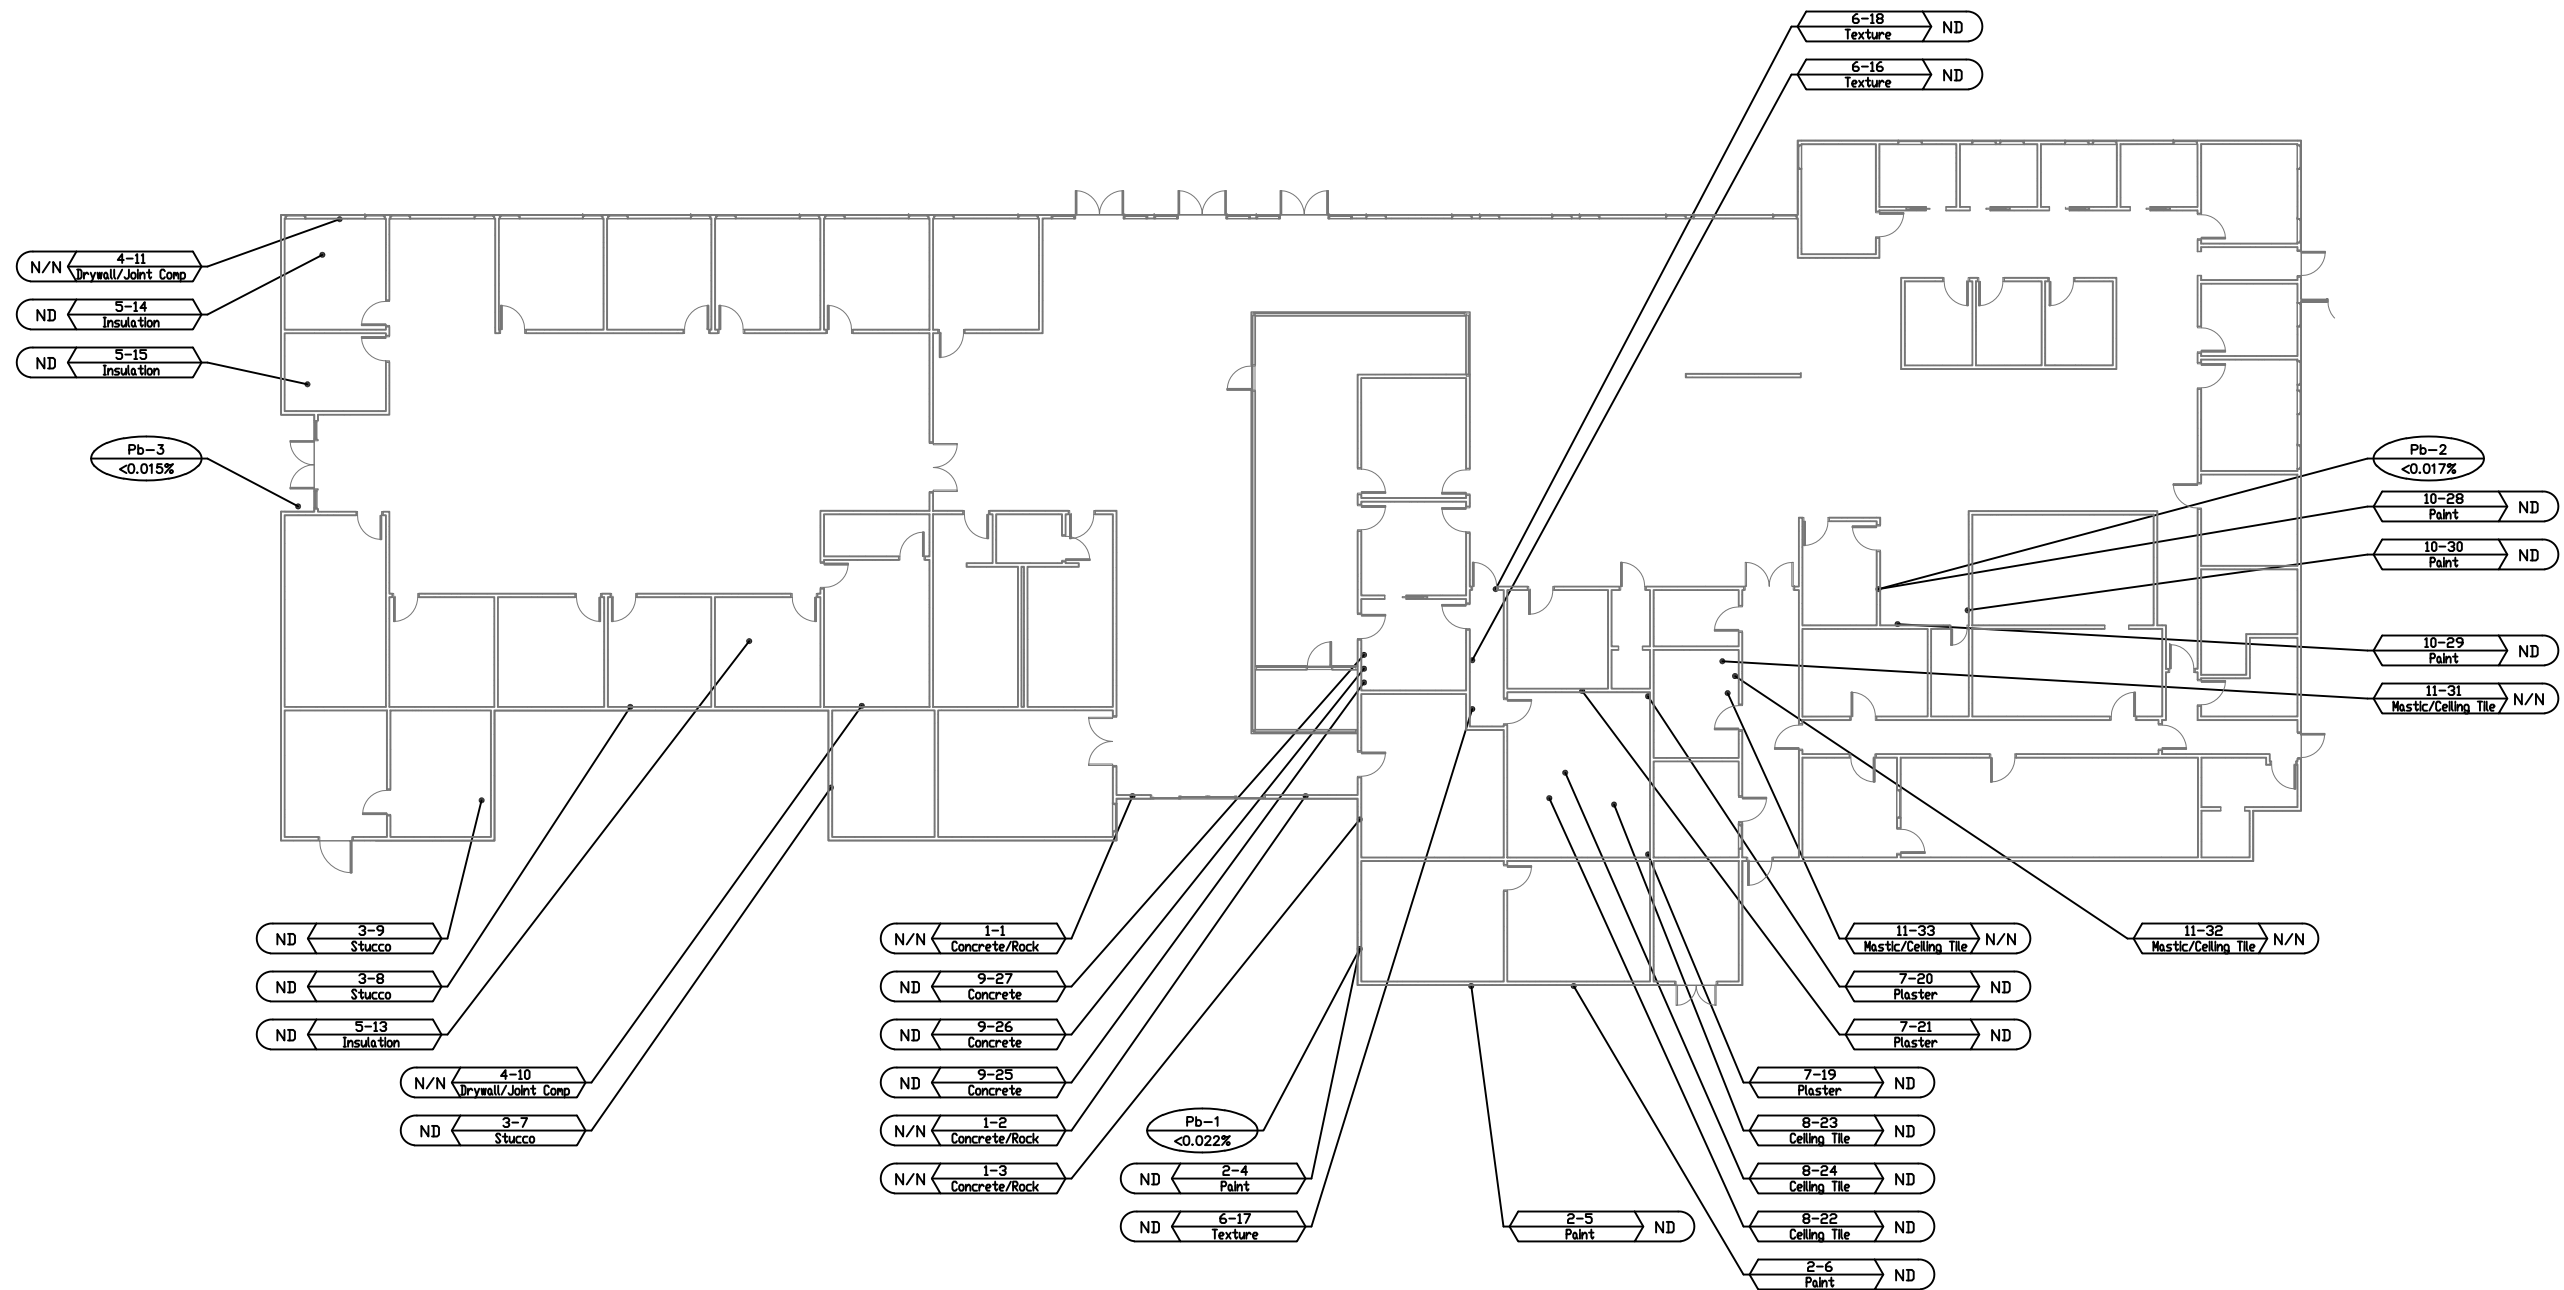 6-18
Texture
ND
6-16
Texture
ND
N/N
4-11
Drywall/Joint Comp
ND
5-14
Insulation
ND
5-15
Insulation
Pb-3
<0.015%
Pb-2
<0.017%
10-28
Paint
ND
10-30
Paint
ND
10-29
Paint
ND
11-31
Mastic/Ceiling Tile
N/N
ND
3-9
Stucco
ND
3-8
Stucco
ND
5-13
Insulation
N/N
4-10
Drywall/Joint Comp
ND
3-7
Stucco
N/N
1-1
Concrete/Rock
ND
9-27
Concrete
ND
9-26
Concrete
ND
9-25
Concrete
N/N
1-2
Concrete/Rock
N/N
1-3
Concrete/Rock
Pb-1
<0.022%
ND
2-4
Paint
ND
6-17
Texture
2-5
Paint
ND
11-33
Mastic/Ceiling Tile
N/N
11-32
Mastic/Ceiling Tile
N/N
7-20
Plaster
ND
7-21
Plaster
ND
7-19
Plaster
ND
8-23
Ceiling Tile
ND
8-24
Ceiling Tile
ND
8-22
Ceiling Tile
ND
2-6
Paint
ND